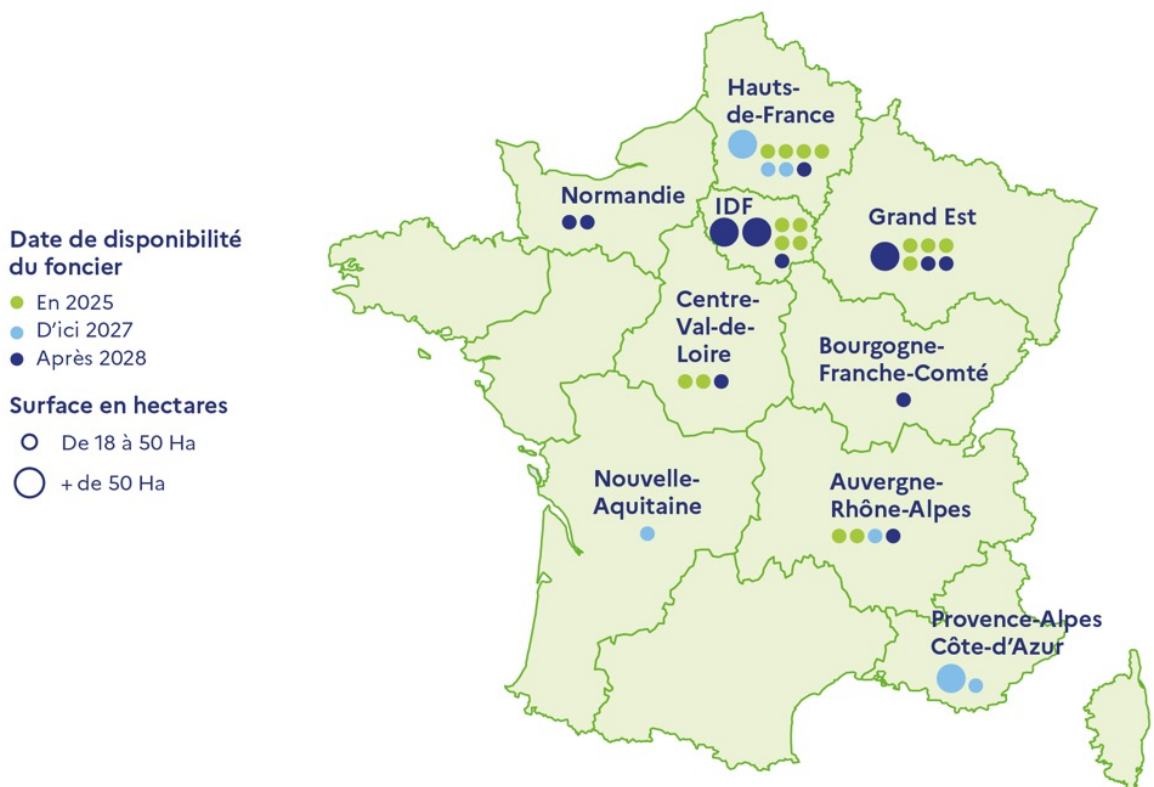 Hauts-
de-France
Normandie
IDF
Grand Est
Date de disponibilité
du foncier
En 2025
D'ici 2027
Après 2028
Surface en hectares
De 18 à 50 Ha
+ de 50 Ha
Centre-
Val-de-
Loire
Bourgogne-
Franche-Comté
Nouvelle-
Aquitaine
Auvergne-
Rhône-Alpes
Provence-Alpes
Côte-d'Azur